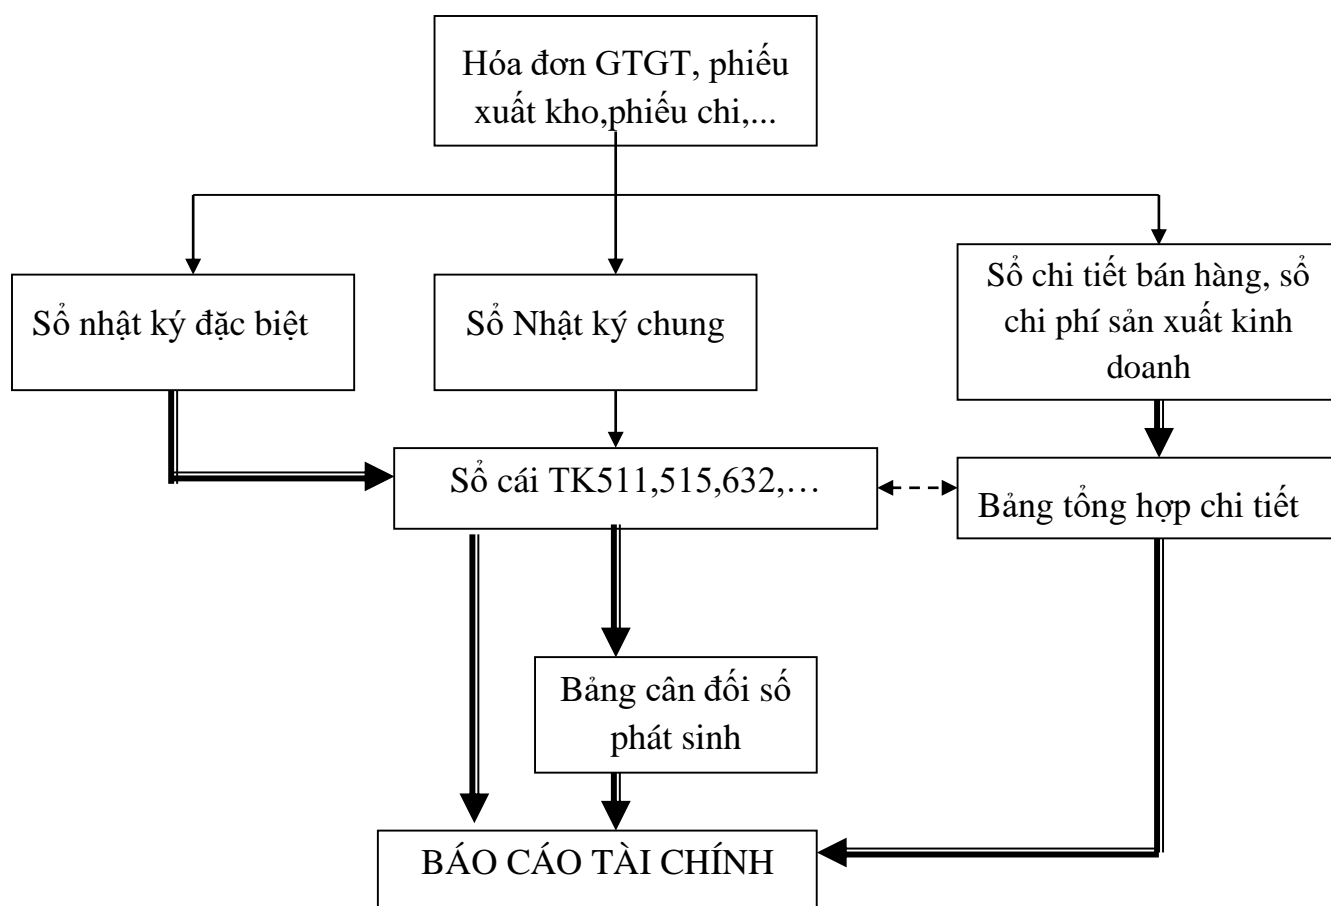 Hóa đơn GTGT, phiếu
xuất kho,phiếu chi,...
Sổ nhật ký đặc biệt
Sổ Nhật ký chung
Sổ chi tiết bán hàng, sổ
chi phí sản xuất kinh
doanh
Sổ cái TK511,515,632,…
Bảng tổng hợp chi tiết
Bảng cân đối số
phát sinh
BÁO CÁO TÀI CHÍNH